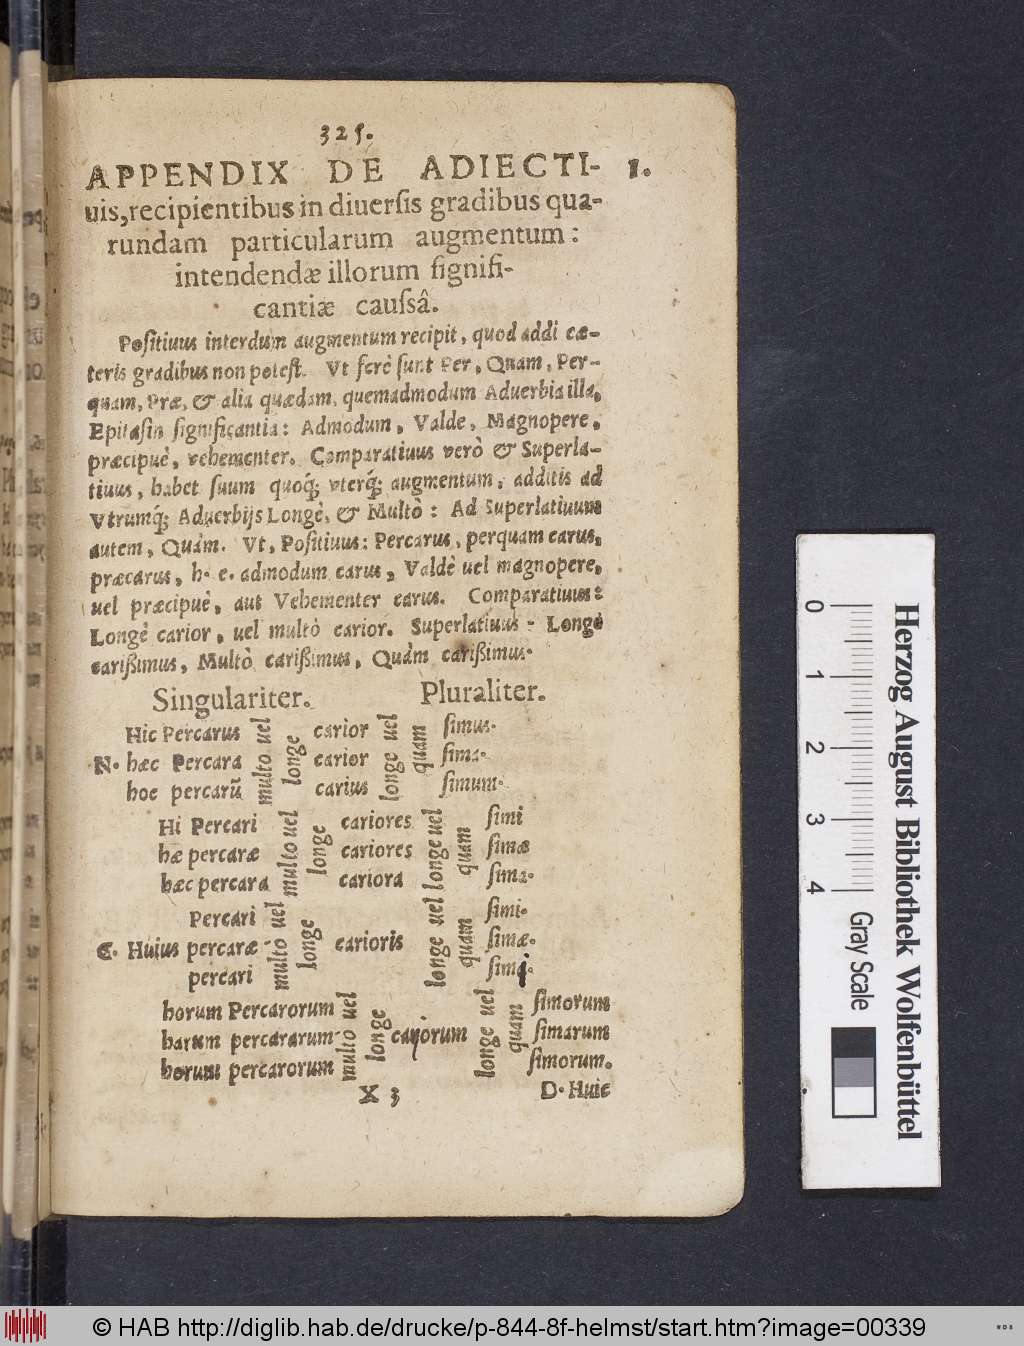 325.
APPENDIX DE ADIECTI- 1.
uis, recipientibus in diuersis gradibus qua-
rundam particularum augmentum:
intendendæ illorum signifi-
cantiæ caussâ.
Positiuus interdum augmentum recipit, quod addi cæ-
teris gradibus non potest. Vt ferè sunt Per, Quam, Per-
quam, Præ, & alia quædam, quemadmodum Aduerbia illa,
Epitasin significantia: Admodum, Valde, Magnopere,
præcipuè, vehementer. Comparatiuus verò & Superla-
tiuus, habet suum quoq; vterq; augmentum, additis ad
Vtrumq; Aduerbijs Longè, & Multò: Ad Superlatiuum
autem, Quàm. Vt, Positiuus: Percarus, perquam carus,
præcarus, h. e. admodum carus, Valdè uel magnopere,
uel præcipuè, aut Vehementer carus. Comparatiuus:
Longè carior, uel multò carior. Superlatiuus: Longè
carißimus, Multò carißimus, Quàm carißimus.
Singulariter. Pluraliter.
Hic Percarus multo uel longe carior longe uel quam simus.
N. hæc Percara carior sima.
hoc percarũ carius simum.
Hi Percari multo uel longe cariores longe uel quam simi
hæ percaræ cariores simæ
hæc percara cariora sima.
Percari multo uel longe longe uel quam simi.
C. Huius percaræ carioris simæ.
percari simi.
horum Percarorum multo uel longe longe uel quam simorum
harum percararum cariorum simarum
horum percarorum simorum.
X 3 D. Huic
0 1 2 3 4
Gray Scale
Herzog August Bibliothek Wolfenbüttel
© HAB http://diglib.hab.de/drucke/p-844-8f-helmst/start.htm?image=00339